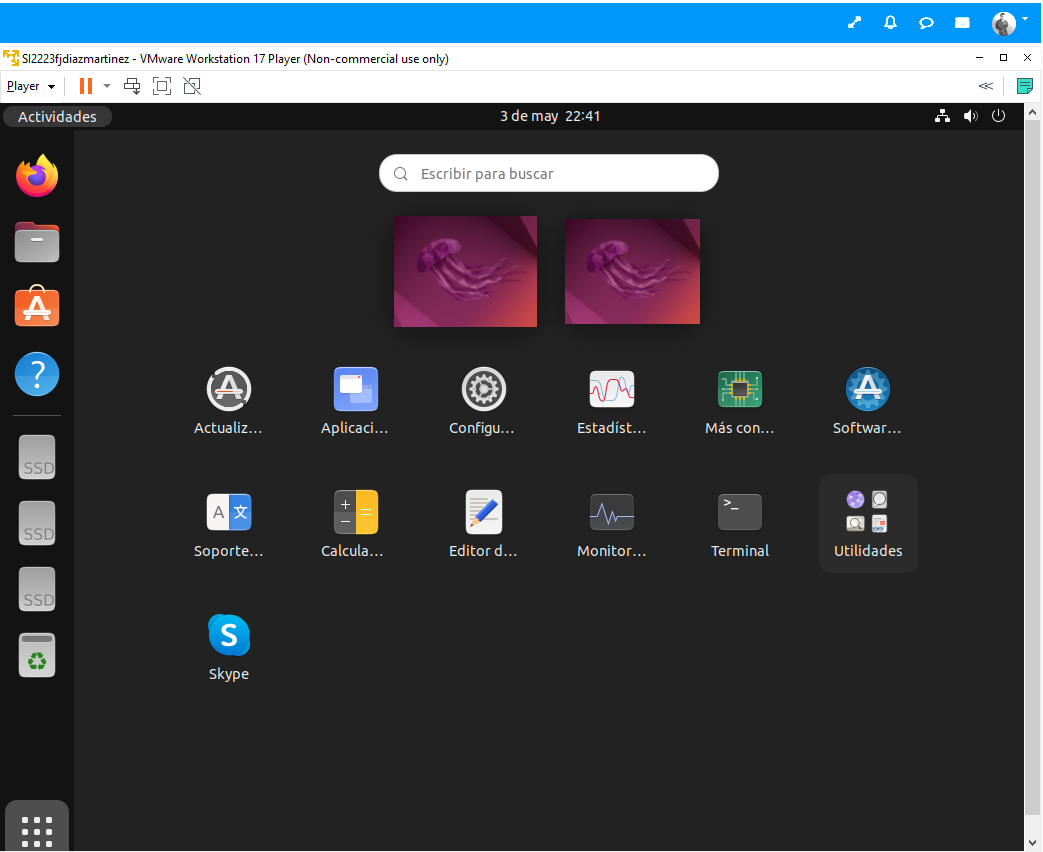 SI2223fjdiazmartinez - VMware Workstation 17 Player (Non-commercial use only)
Player
Actividades
3 de may 22:41
Escribir para buscar
Actualiz...
Aplicaci...
Configu...
Estadíst...
Más con...
Softwar...
Soporte...
Calcula...
Editor d...
Monitor...
Terminal
Utilidades
Skype
SSD
SSD
SSD